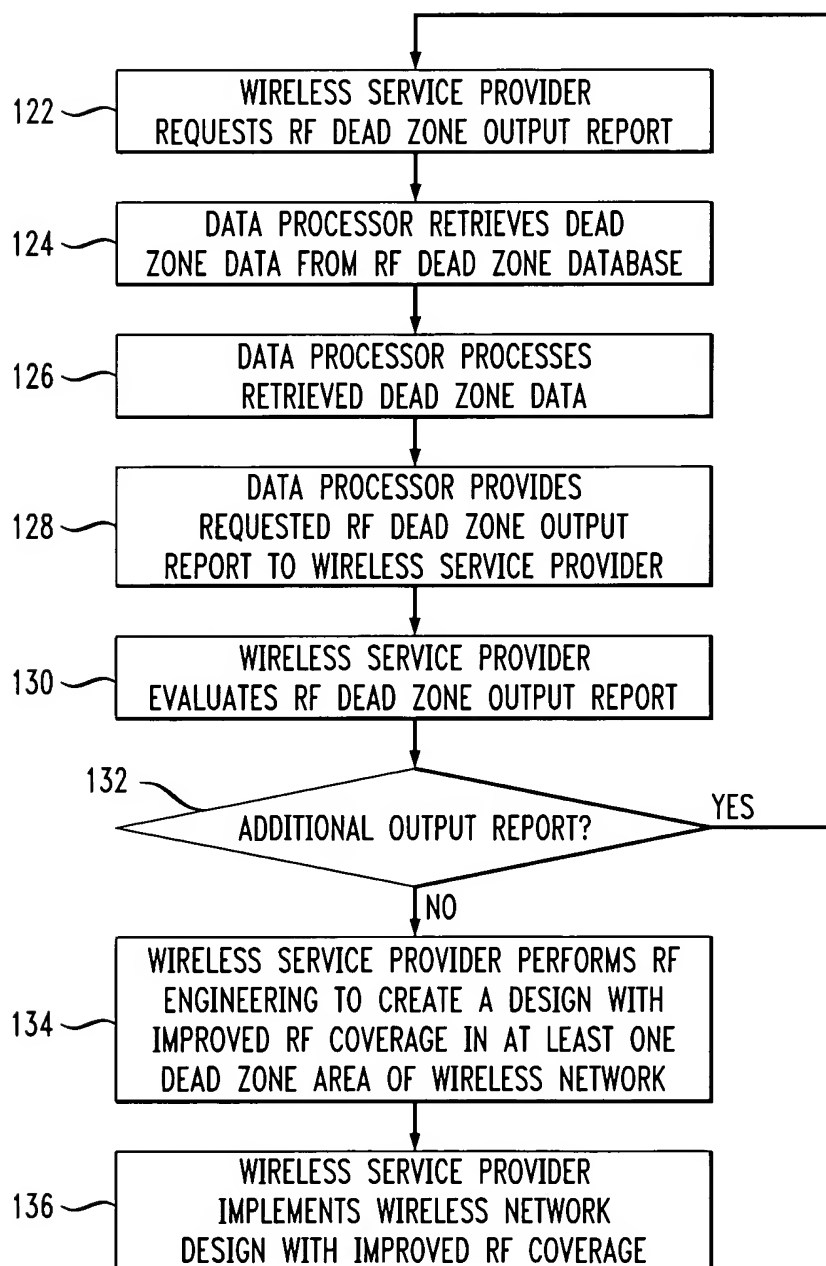 122
WIRELESS SERVICE PROVIDER
REQUESTS RF DEAD ZONE OUTPUT REPORT
124
DATA PROCESSOR RETRIEVES DEAD
ZONE DATA FROM RF DEAD ZONE DATABASE
126
DATA PROCESSOR PROCESSES
RETRIEVED DEAD ZONE DATA
128
DATA PROCESSOR PROVIDES
REQUESTED RF DEAD ZONE OUTPUT
REPORT TO WIRELESS SERVICE PROVIDER
130
WIRELESS SERVICE PROVIDER
EVALUATES RF DEAD ZONE OUTPUT REPORT
132
ADDITIONAL OUTPUT REPORT?
YES
NO
134
WIRELESS SERVICE PROVIDER PERFORMS RF
ENGINEERING TO CREATE A DESIGN WITH
IMPROVED RF COVERAGE IN AT LEAST ONE
DEAD ZONE AREA OF WIRELESS NETWORK
136
WIRELESS SERVICE PROVIDER
IMPLEMENTS WIRELESS NETWORK
DESIGN WITH IMPROVED RF COVERAGE